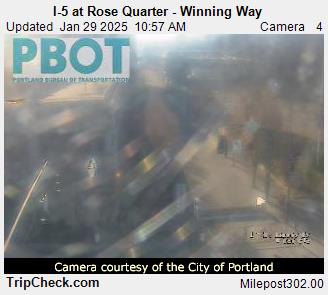 I-5 at Rose Quarter - Winning Way
Updated Jan 29 2025 10:57 AM Camera 4
PBOT
PORTLAND BUREAU OF TRANSPORTATION
Camera courtesy of the City of Portland
TripCheck.com Milepost302.00